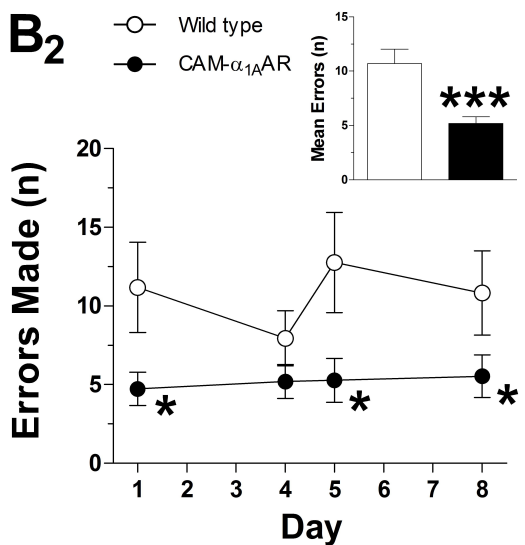 B2
Wild type
CAM-α1AAR
15
10
5
0
Mean Errors (n)
***
20
15
10
5
0
Errors Made (n)
* * *
1 2 3 4 5 6 7 8
Day